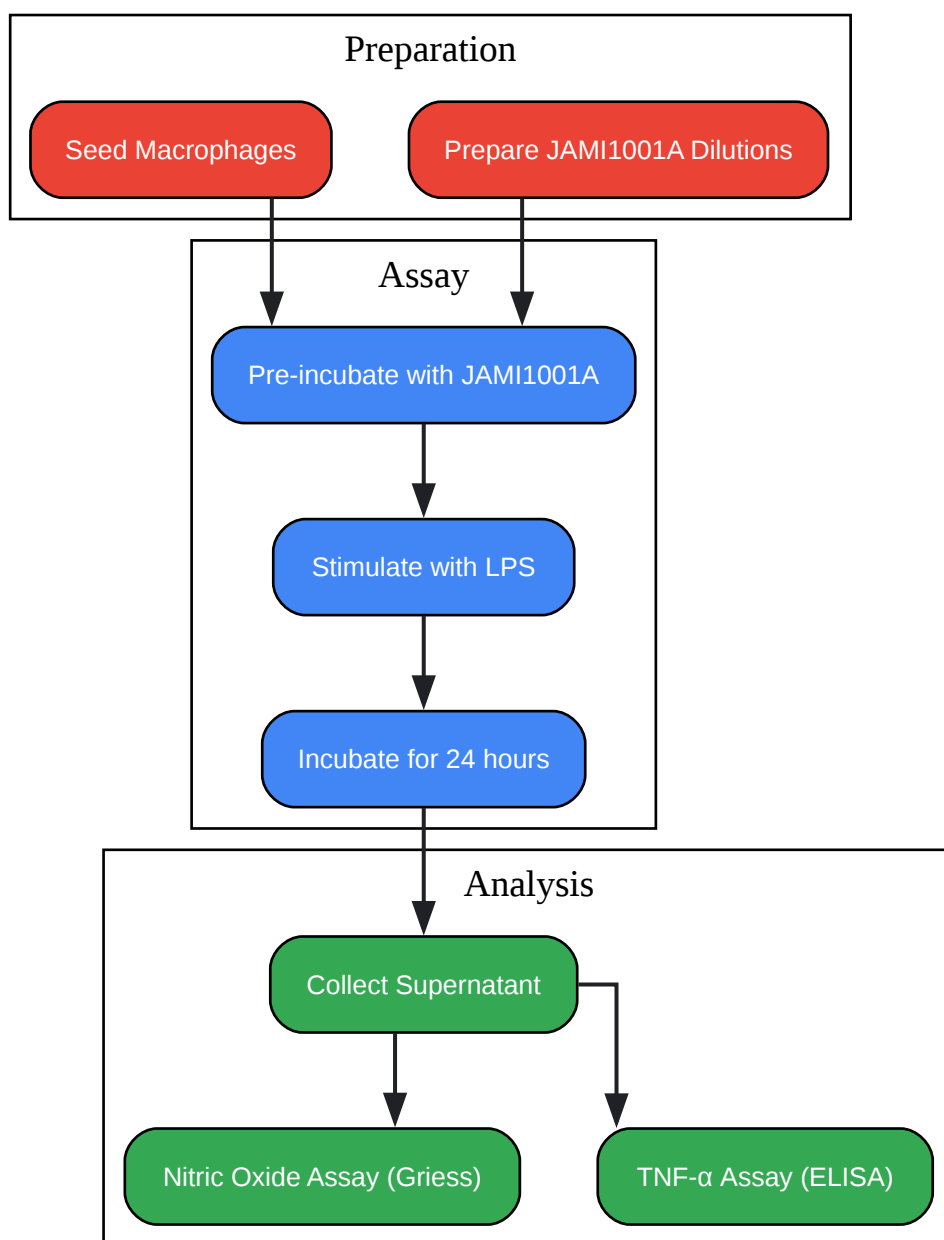 Preparation
Seed Macrophages
Prepare JAMI1001A Dilutions
Assay
Pre-incubate with JAMI1001A
Stimulate with LPS
Incubate for 24 hours
Analysis
Collect Supernatant
Nitric Oxide Assay (Griess)
TNF-α Assay (ELISA)